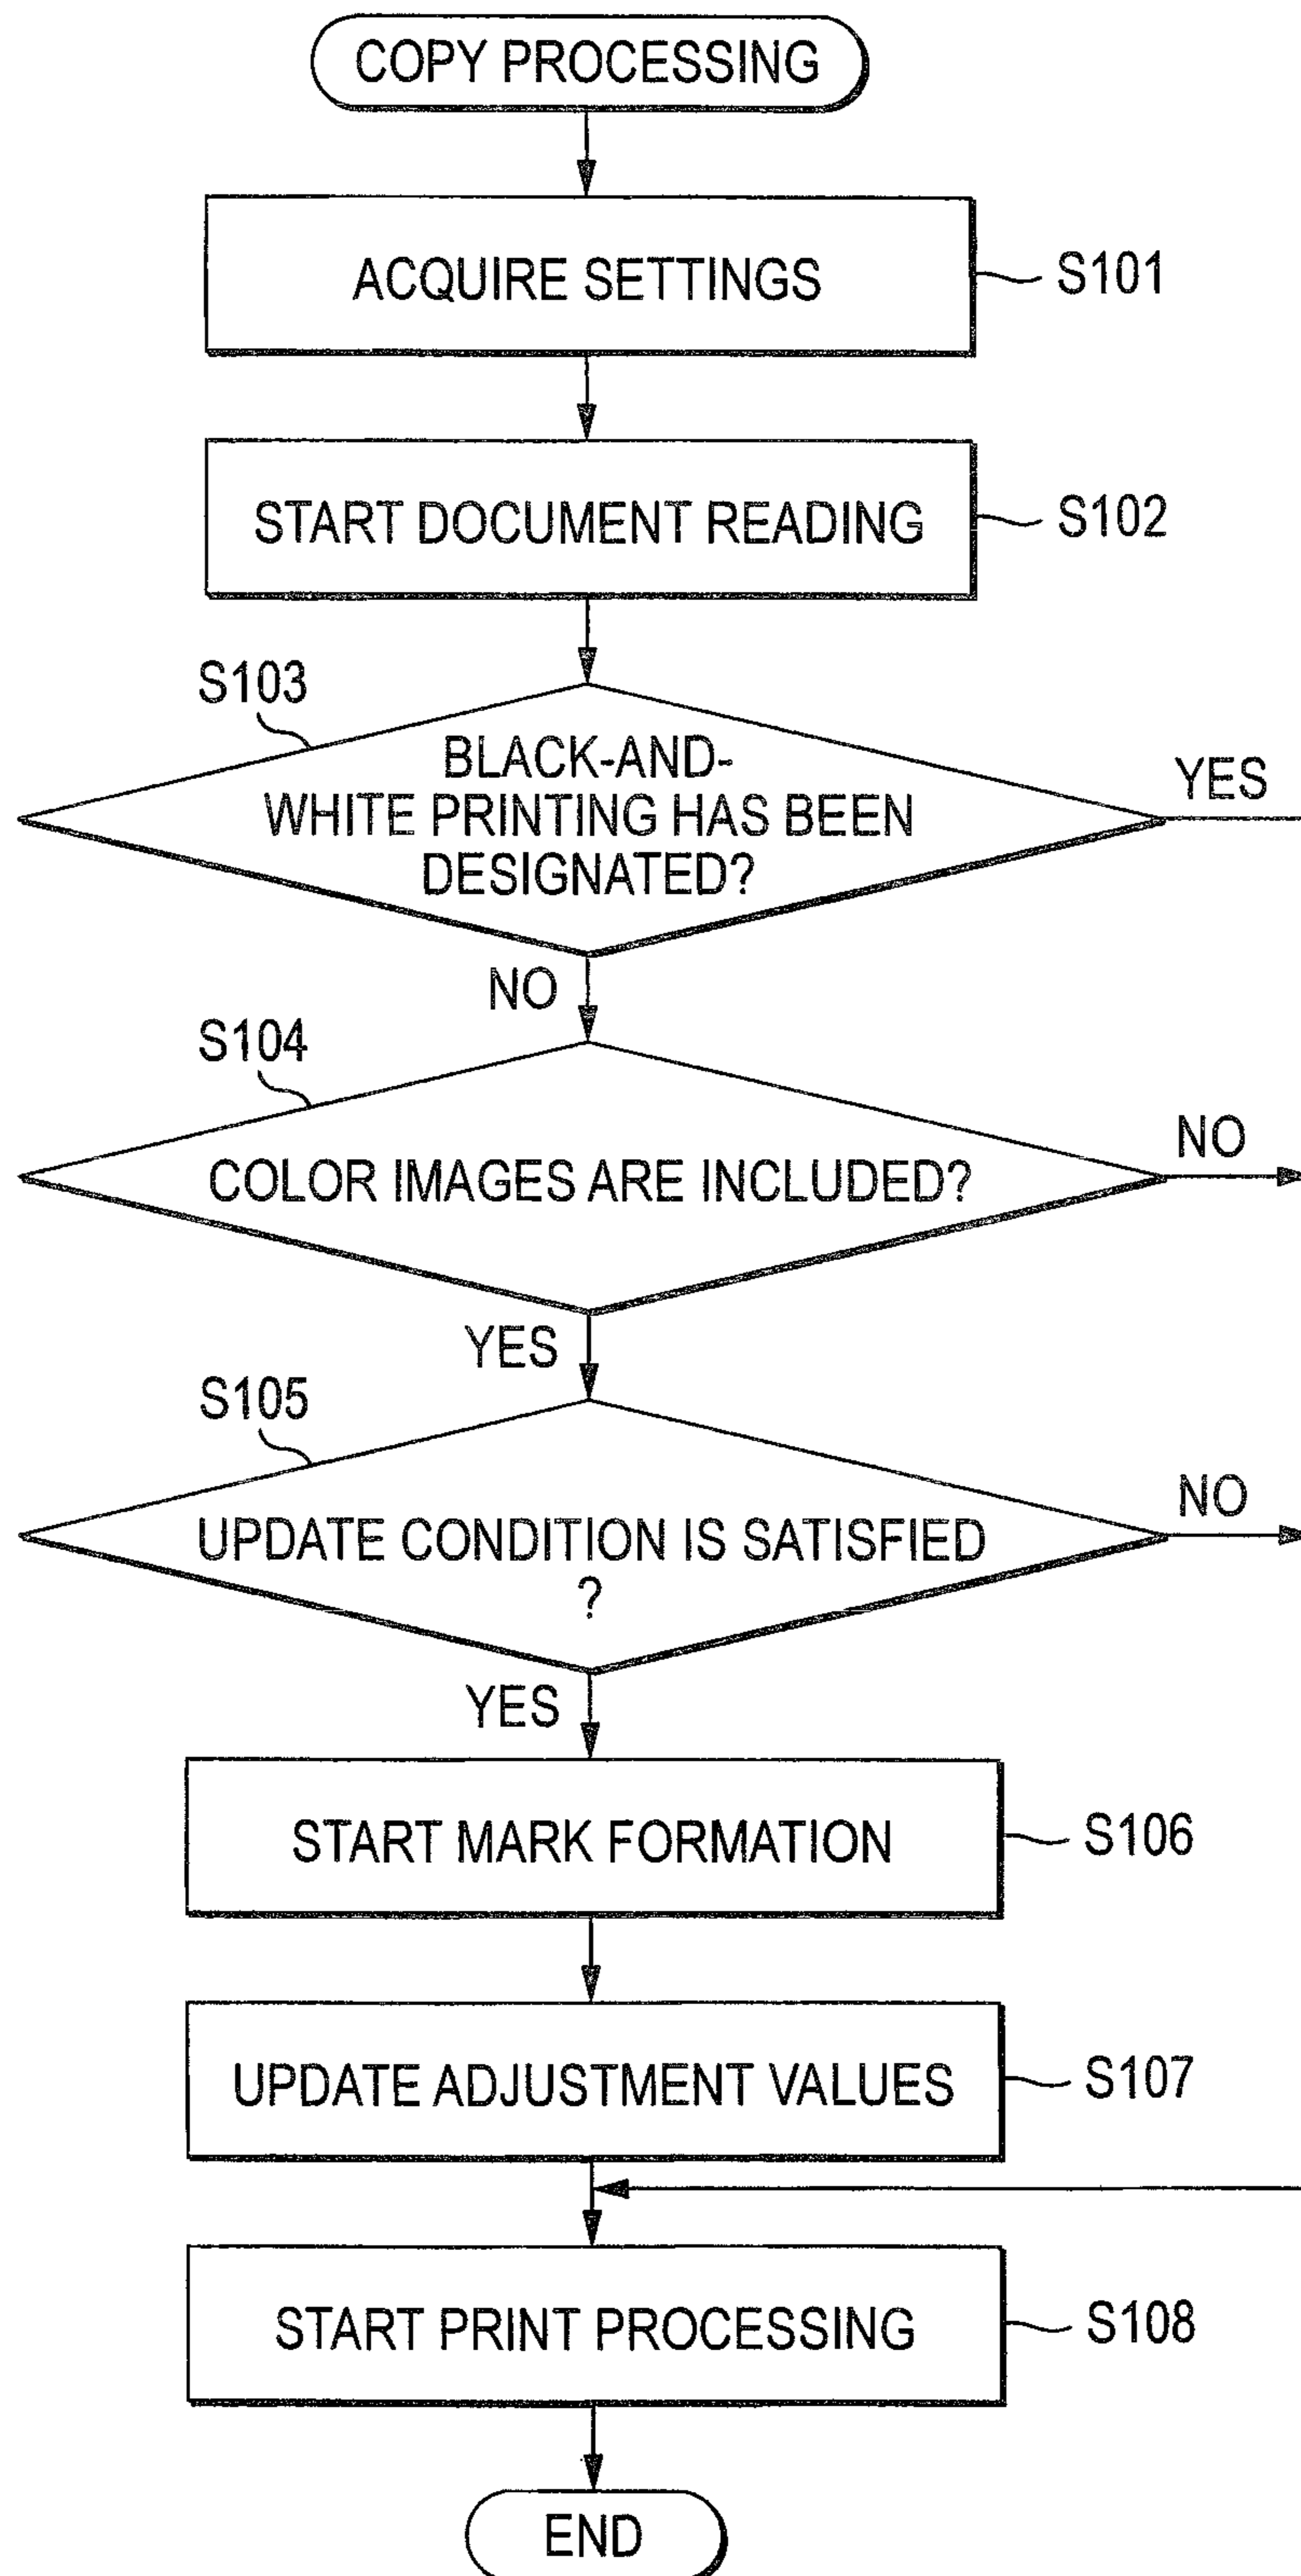 COPY PROCESSING
ACQUIRE SETTINGS
S101
START DOCUMENT READING
S102
S103
BLACK-AND-
WHITE PRINTING HAS BEEN
DESIGNATED?
YES
NO
S104
COLOR IMAGES ARE INCLUDED?
NO
YES
S105
UPDATE CONDITION IS SATISFIED
?
NO
YES
START MARK FORMATION
S106
UPDATE ADJUSTMENT VALUES
S107
START PRINT PROCESSING
S108
END